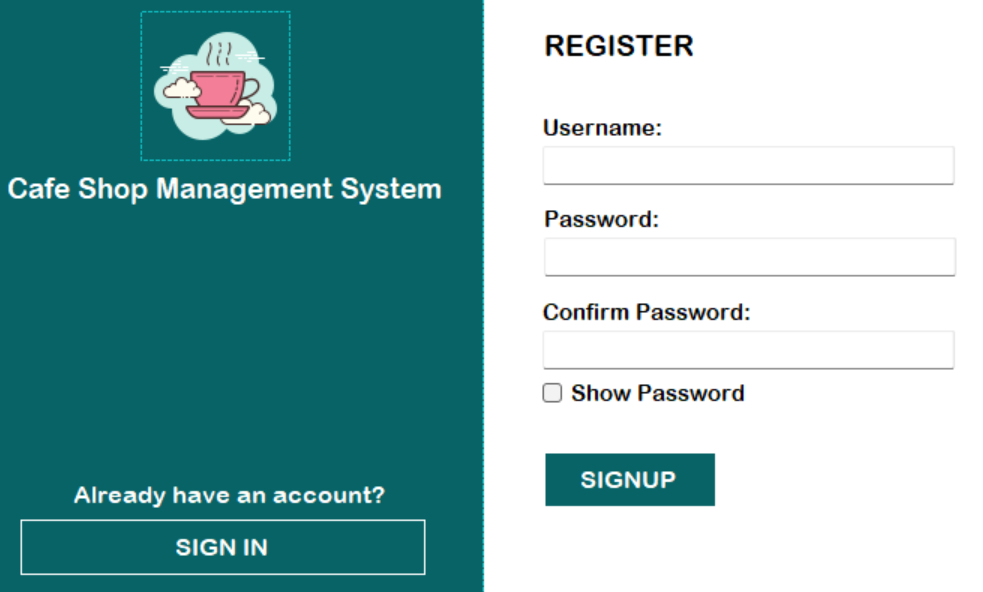 Cafe Shop Management System
Already have an account?
SIGN IN
REGISTER
Username:
Password:
Confirm Password:
Show Password
SIGNUP